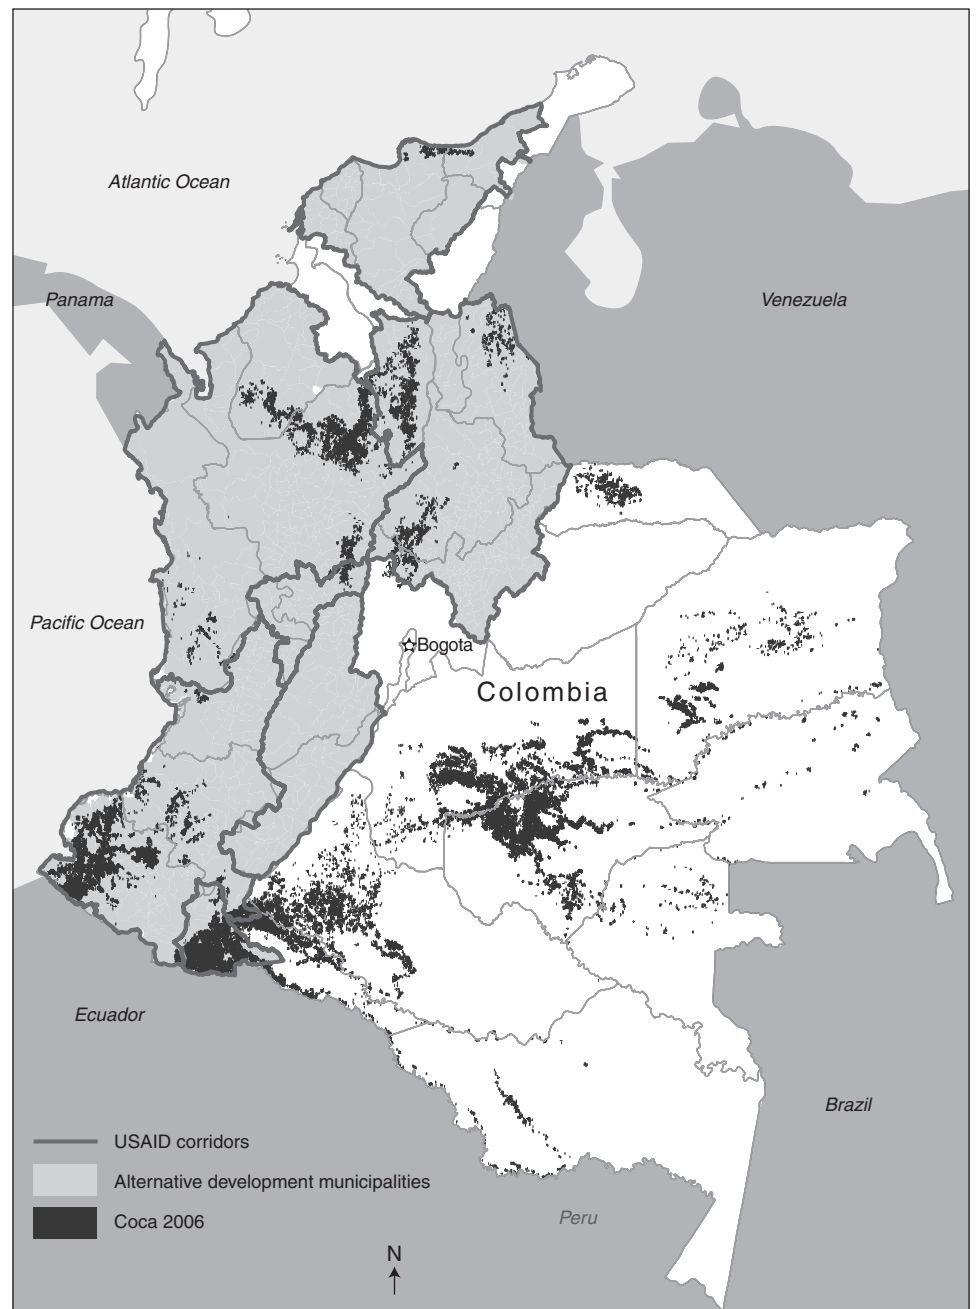 Atlantic Ocean
Panama
Venezuela
Pacific Ocean
Bogota
Colombia
Ecuador
Brazil
USAID corridors
Alternative development municipalities
Coca 2006
Peru
N